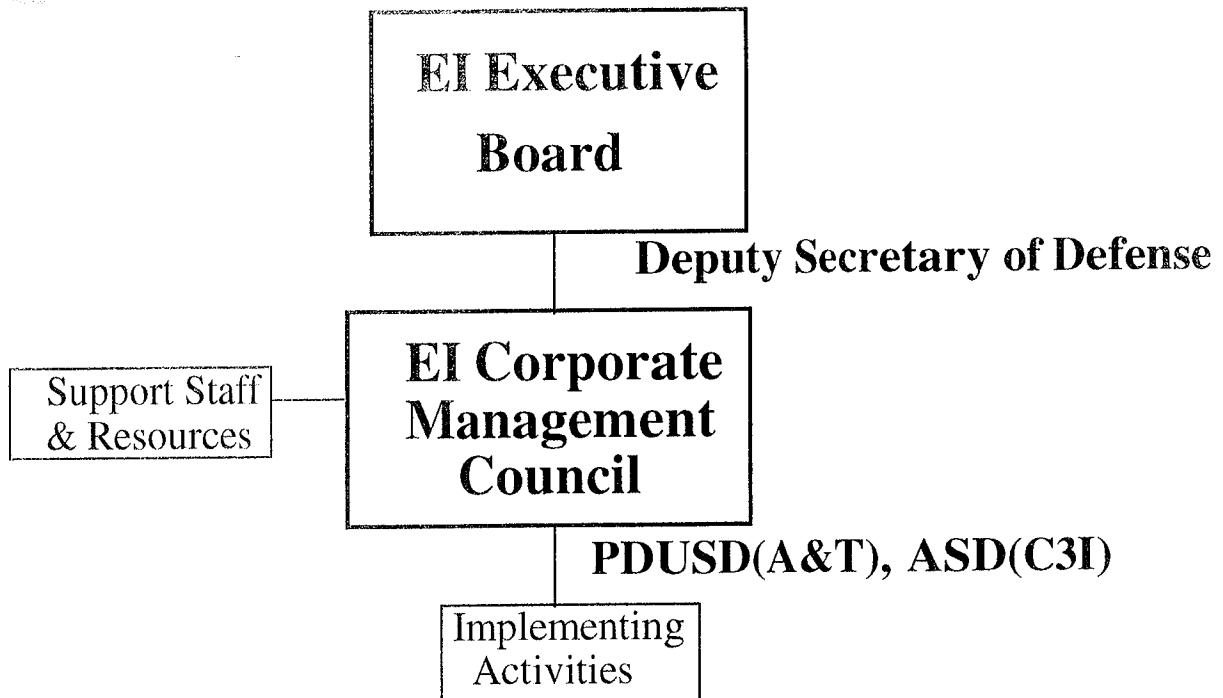 EI Executive
Board
Deputy Secretary of Defense
EI Corporate
Management
Council
Support Staff
& Resources
PDUSD(A&T), ASD(C3I)
Implementing
Activities